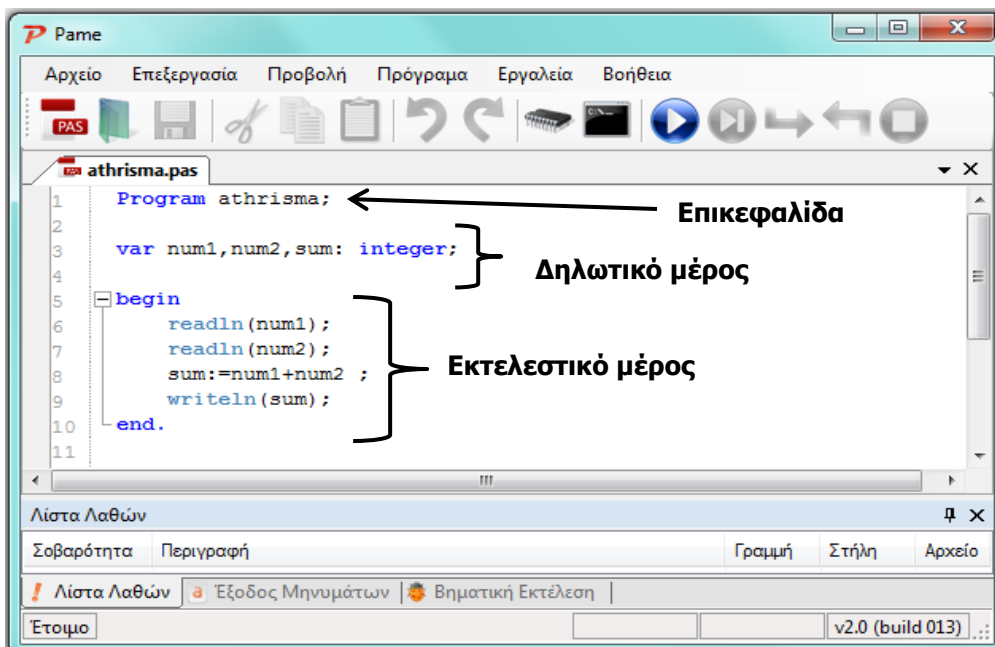 Pame
Αρχείο Επεξεργασία Προβολή Πρόγραμα Εργαλεία Βοήθεια
PAS
athrisma.pas
1 Program athrisma; Επικεφαλίδα
2
3 var num1,num2,sum: integer; Δηλωτικό μέρος
4
5 begin
6 readln(num1);
7 readln(num2);
8 sum:=num1+num2 ; Εκτελεστικό μέρος
9 writeln(sum);
10 end.
11
Λίστα Λαθών
Σοβαρότητα Περιγραφή Γραμμή Στήλη Αρχείο
Λίστα Λαθών Έξοδος Μηνυμάτων Βηματική Εκτέλεση
Έτοιμο v2.0 (build 013)